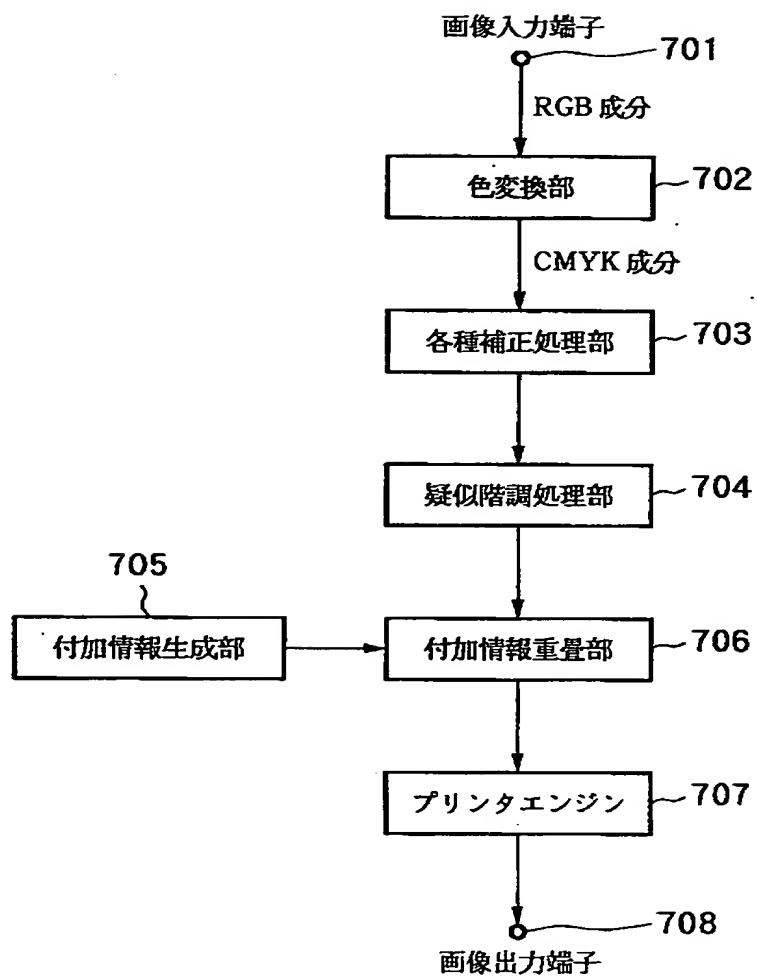 画像入力端子
701
RGB 成分
色変換部
702
CMYK 成分
各種補正処理部
703
疑似階調処理部
704
705
付加情報生成部
付加情報重畳部
706
プリンタエンジン
707
708
画像出力端子